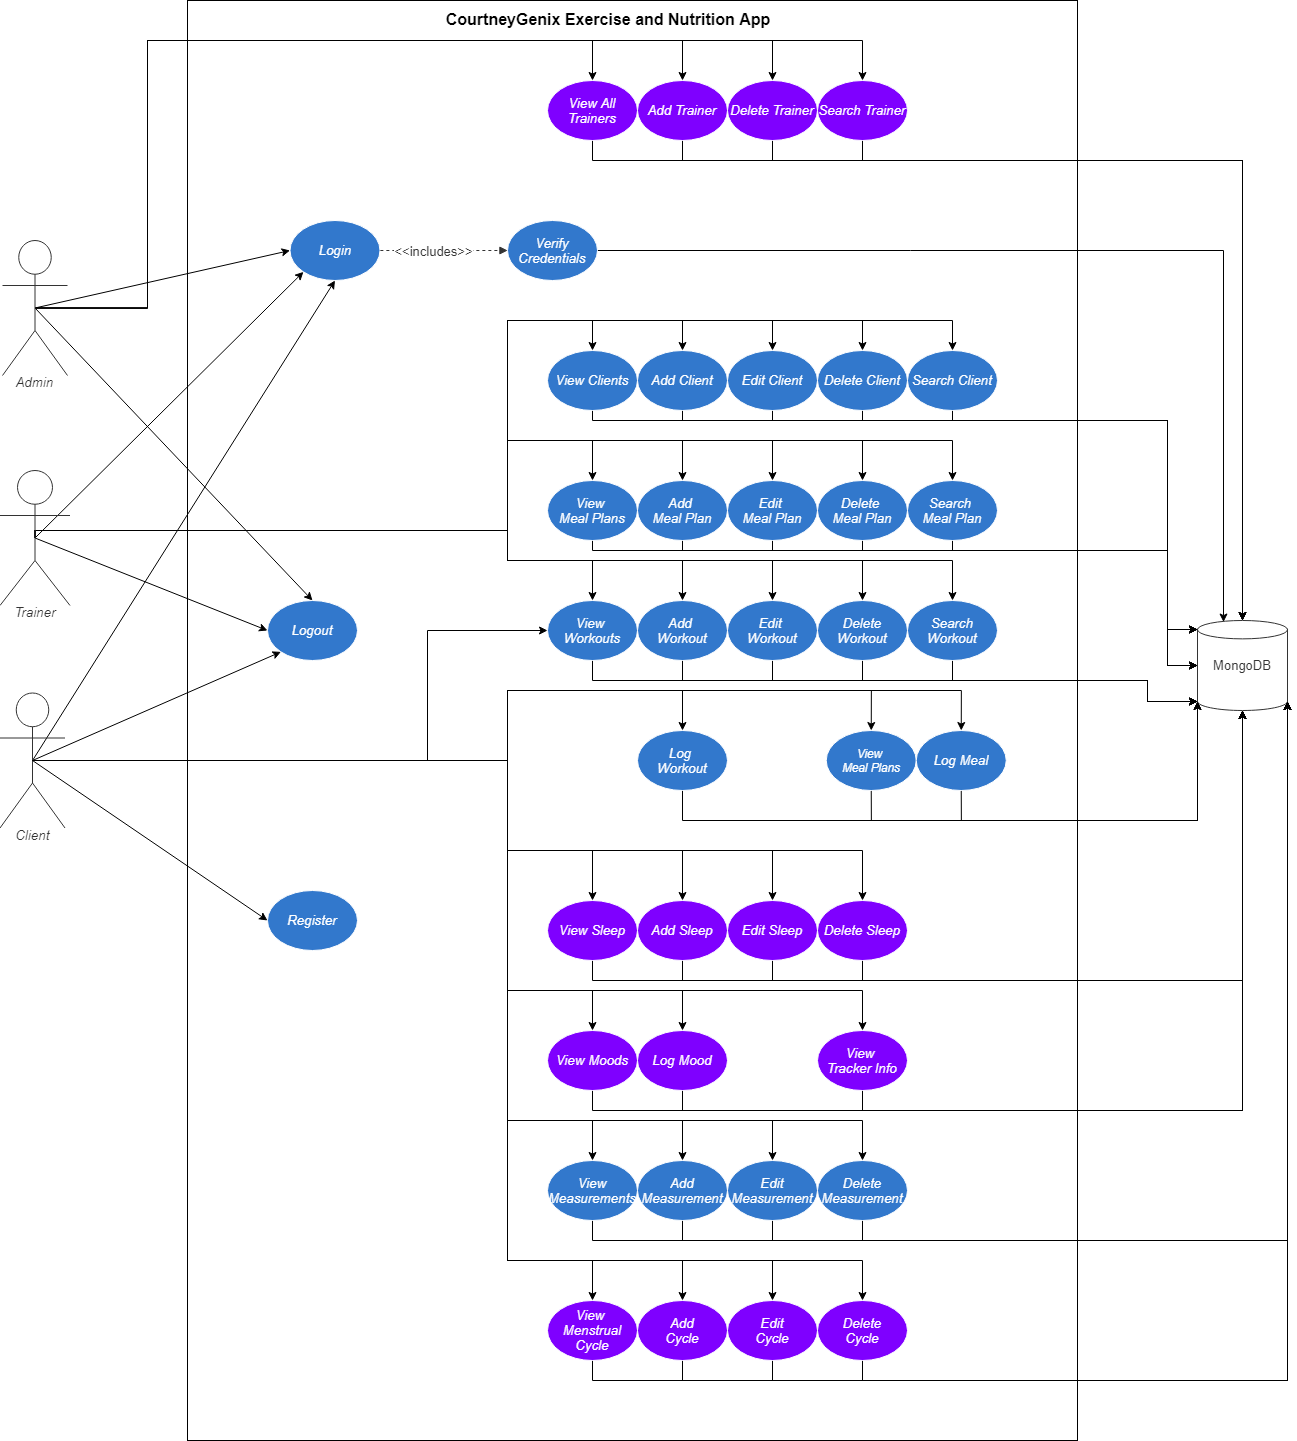 CourtneyGenix Exercise and Nutrition App
View All
Trainers
Add Trainer
Delete Trainer
Search Trainer
Login
<<includes>>
Verify
Credentials
Admin
View Clients
Add Client
Edit Client
Delete Client
Search Client
View
Meal Plans
Add
Meal Plan
Edit
Meal Plan
Delete
Meal Plan
Search
Meal Plan
Trainer
Logout
View
Workouts
Add
Workout
Edit
Workout
Delete
Workout
Search
Workout
MongoDB
Log
Workout
View
Meal Plans
Log Meal
Client
Register
View Sleep
Add Sleep
Edit Sleep
Delete Sleep
View Moods
Log Mood
View
Tracker Info
View
Measurements
Add
Measurement
Edit
Measurement
Delete
Measurement
View
Menstrual
Cycle
Add
Cycle
Edit
Cycle
Delete
Cycle